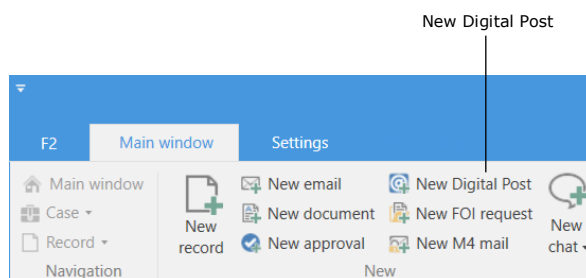 New Digital Post
F2 Main window Settings
Main window
Case
Record
Navigation
New
record
New email
New document
New approval
New Digital Post
New FOI request
New M4 mail
New
chat
New